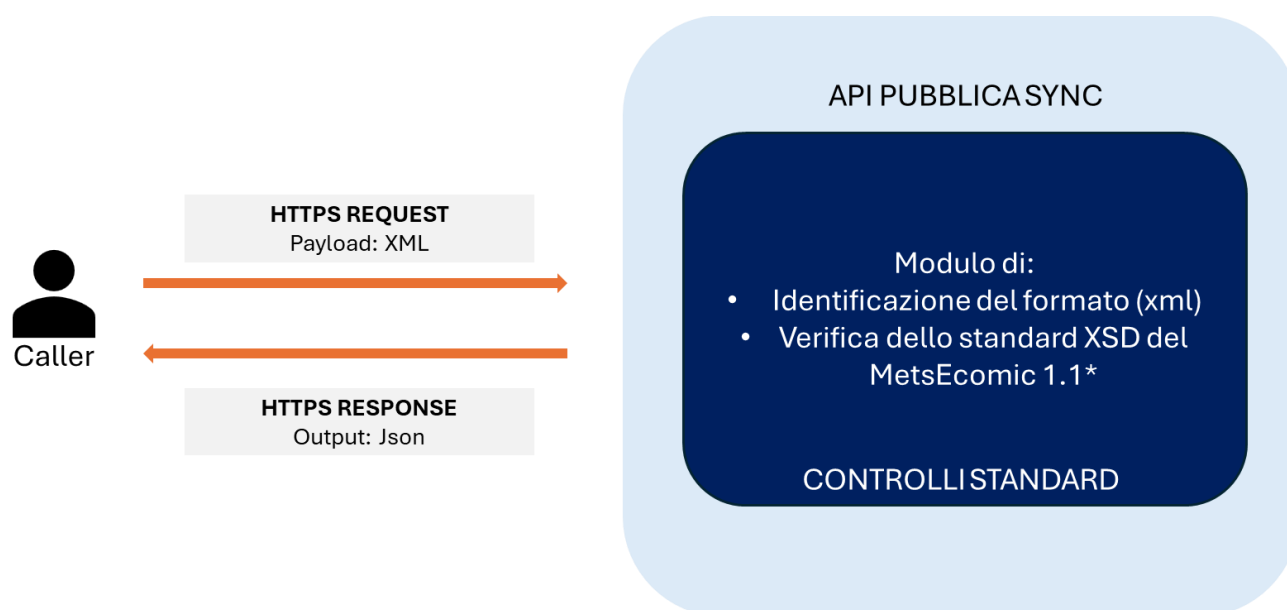 API PUBBLICA SYNC
HTTPS REQUEST
Payload: XML
Caller
HTTPS RESPONSE
Output: Json
Modulo di:
• Identificazione del formato (xml)
• Verifica dello standard XSD del
MetsEcomic 1.1*
CONTROLLI STANDARD